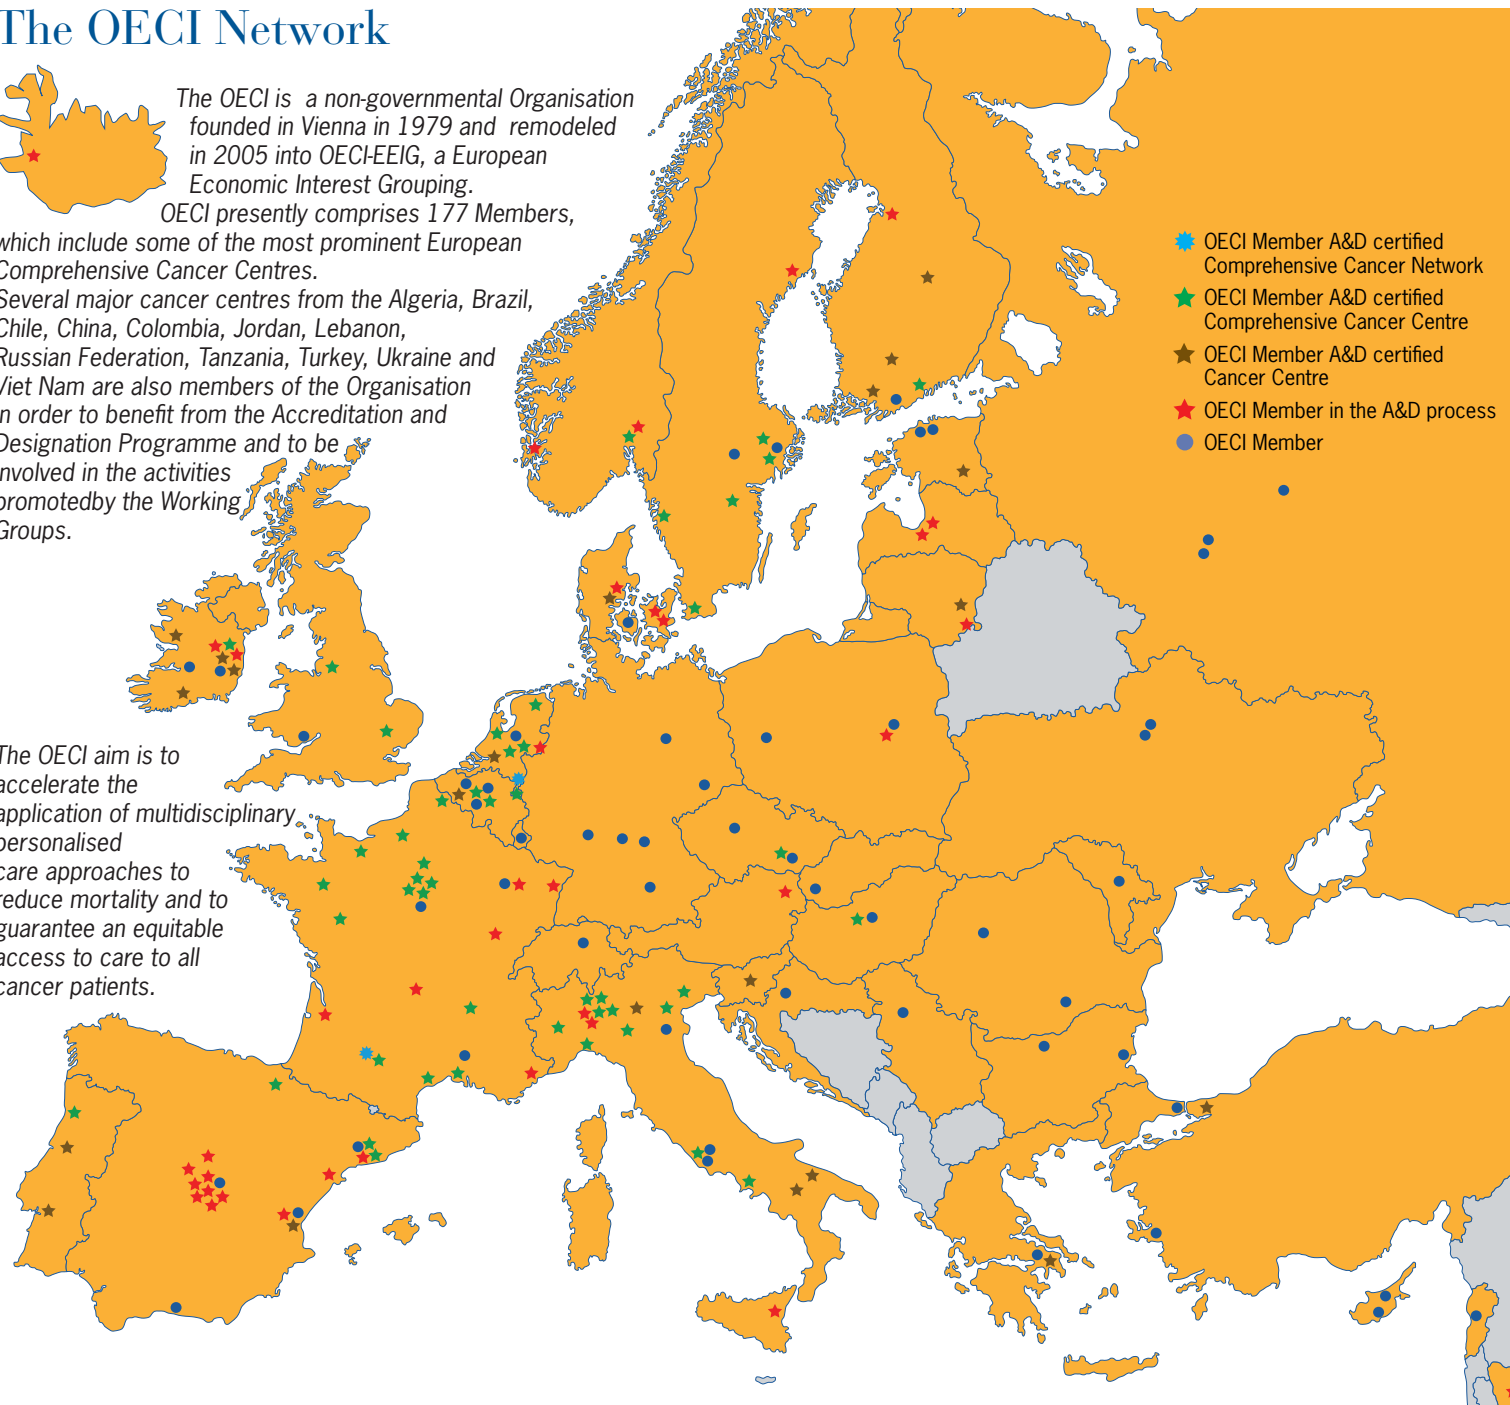 The OECI Network
The OECI is a non-governmental Organisation
founded in Vienna in 1979 and remodeled
in 2005 into OECI-EEIG, a European
Economic Interest Grouping.
OECI presently comprises 177 Members,
which include some of the most prominent European
Comprehensive Cancer Centres.
Several major cancer centres from the Algeria, Brazil,
Chile, China, Colombia, Jordan, Lebanon,
Russian Federation, Tanzania, Turkey, Ukraine and
Viet Nam are also members of the Organisation
in order to benefit from the Accreditation and
Designation Programme and to be
involved in the activities
promotedby the Working
Groups.
The OECI aim is to
accelerate the
application of multidisciplinary
personalised
care approaches to
reduce mortality and to
guarantee an equitable
access to care to all
cancer patients.
OECI Member A&D certified
Comprehensive Cancer Network
OECI Member A&D certified
Comprehensive Cancer Centre
OECI Member A&D certified
Cancer Centre
OECI Member in the A&D process
OECI Member